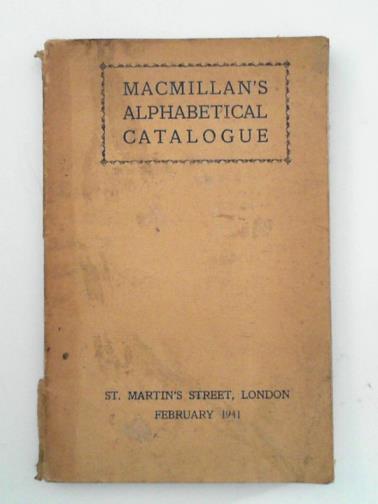 MACMILLAN'S
ALPHABETICAL
CATALOGUE
ST. MARTIN'S STREET, LONDON
FEBRUARY 1941